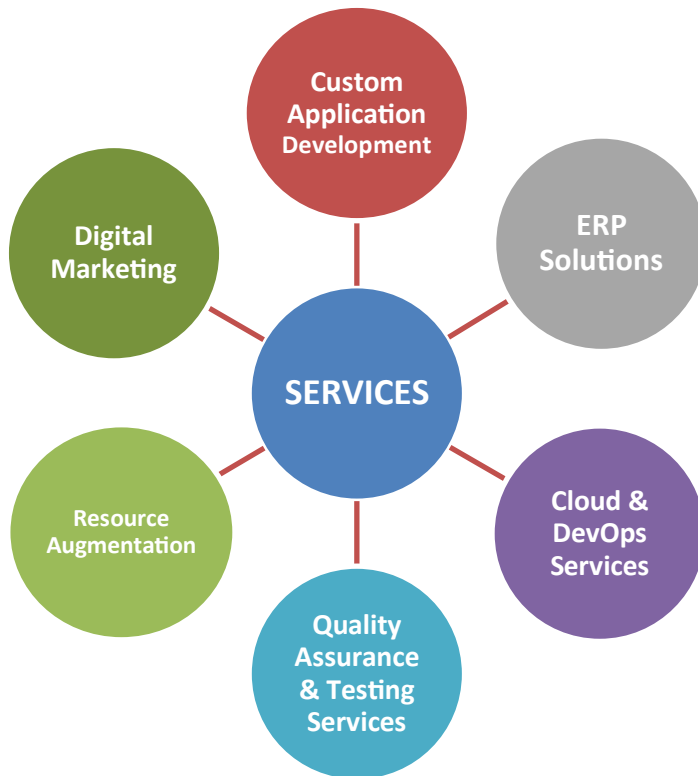 Custom
Application
Development
ERP
Solutions
Cloud &
DevOps
Services
Quality
Assurance
& Testing
Services
Resource
Augmentation
Digital
Marketing
SERVICES